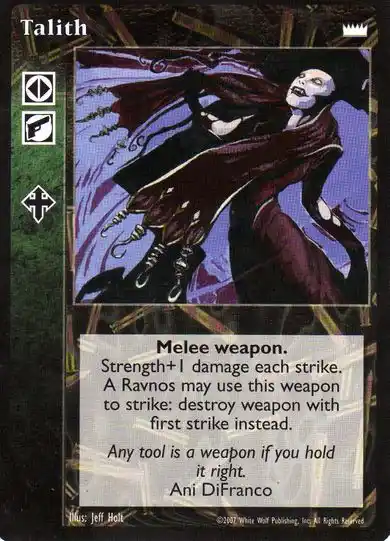 Talith
Melee weapon.
Strength+1 damage each strike.
A Ravnos may use this weapon
to strike: destroy weapon with
first strike instead.
Any tool is a weapon if you hold
it right.
Ani DiFranco
Illus: Jeff Holt
©2007 White Wolf Publishing, Inc. All Rights Reserved.